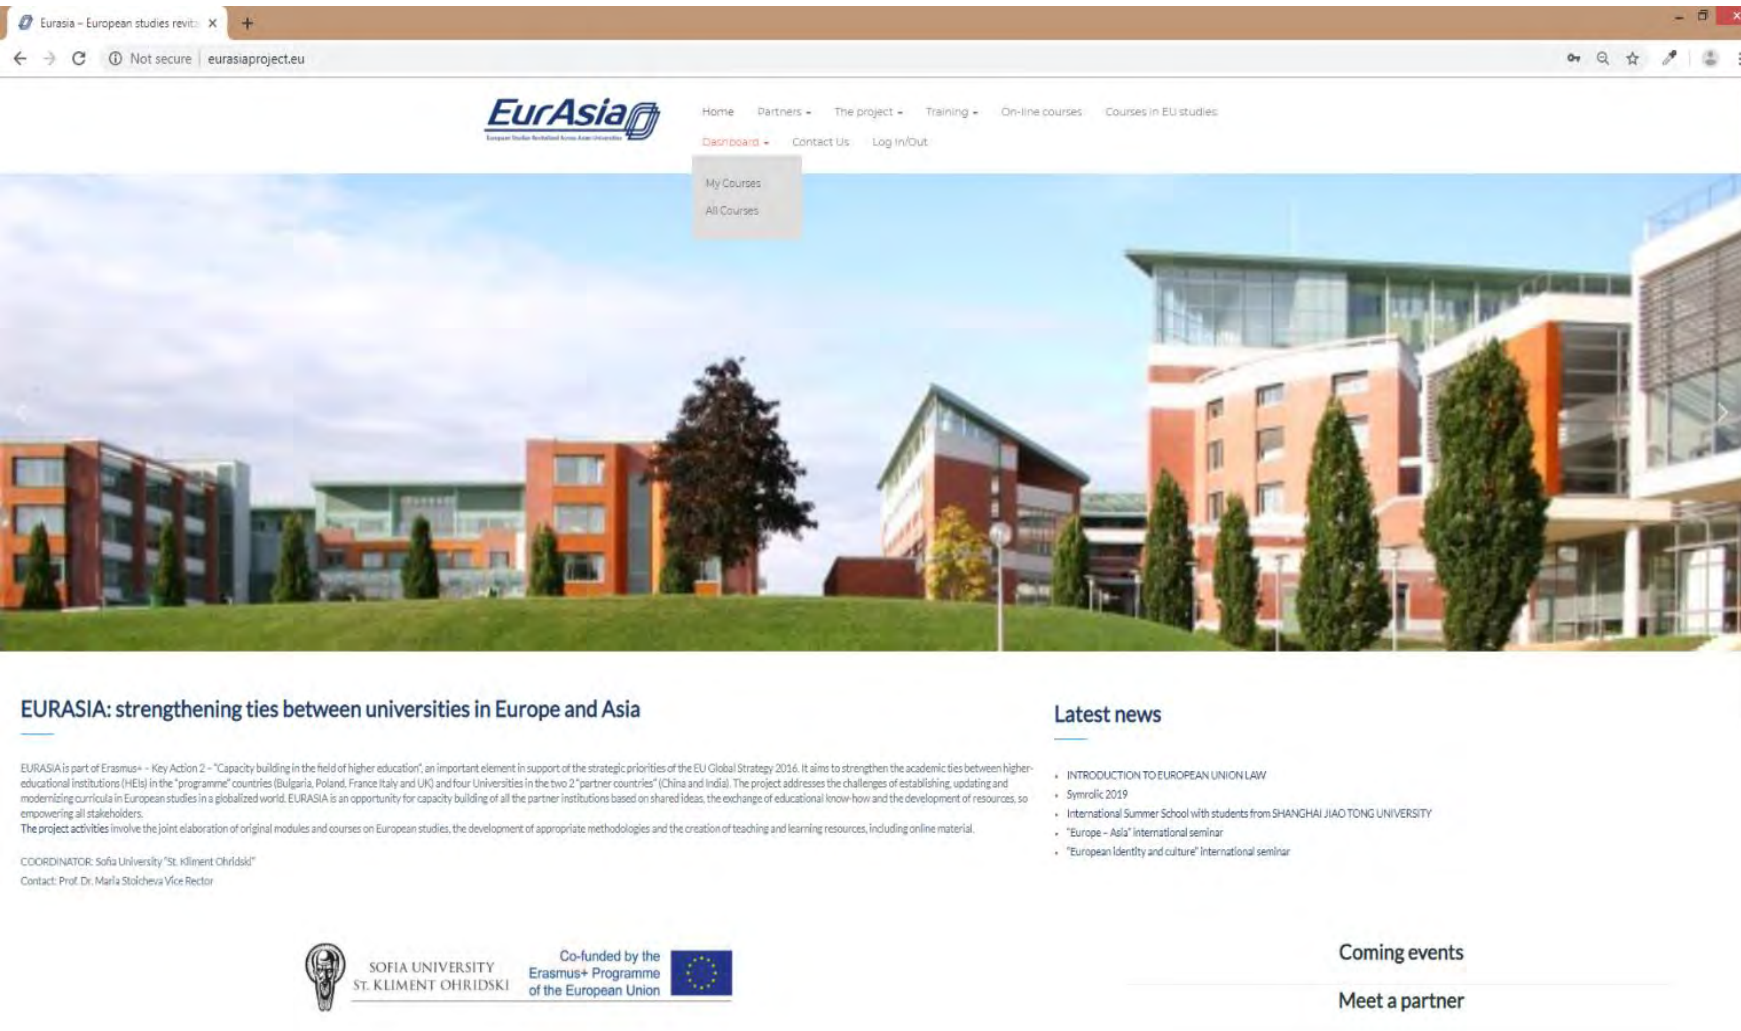 Eurasia – European studies revita
Not secure | eurasiaproject.eu
EurAsia
European Studies Revitalized Across Asian Universities
Home Partners The project Training On-line courses Courses in EU studies
Dashboard Contact Us Log In/Out
My Courses
All Courses
EURASIA: strengthening ties between universities in Europe and Asia
EURASIA is part of Erasmus+ – Key Action 2 – "Capacity building in the field of higher education", an important element in support of the strategic priorities of the EU Global Strategy 2016. It aims to strengthen the academic ties between higher-
educational institutions (HEIs) in the "programme" countries (Bulgaria, Poland, France Italy and UK) and four Universities in the two 2 "partner countries" (China and India). The project addresses the challenges of establishing, updating and
modernizing curricula in European studies in a globalized world. EURASIA is an opportunity for capacity building of all the partner institutions based on shared ideas, the exchange of educational know-how and the development of resources, so
empowering all stakeholders.
The project activities involve the joint elaboration of original modules and courses on European studies, the development of appropriate methodologies and the creation of teaching and learning resources, including online material.
COORDINATOR: Sofia University "St. Kliment Ohridski"
Contact: Prof. Dr. Maria Stoicheva Vice Rector
Latest news
INTRODUCTION TO EUROPEAN UNION LAW
Symrolic 2019
International Summer School with students from SHANGHAI JIAO TONG UNIVERSITY
"Europe – Asia" international seminar
"European identity and culture" international seminar
SOFIA UNIVERSITY
ST. KLIMENT OHRIDSKI
Co-funded by the
Erasmus+ Programme
of the European Union
Coming events
Meet a partner